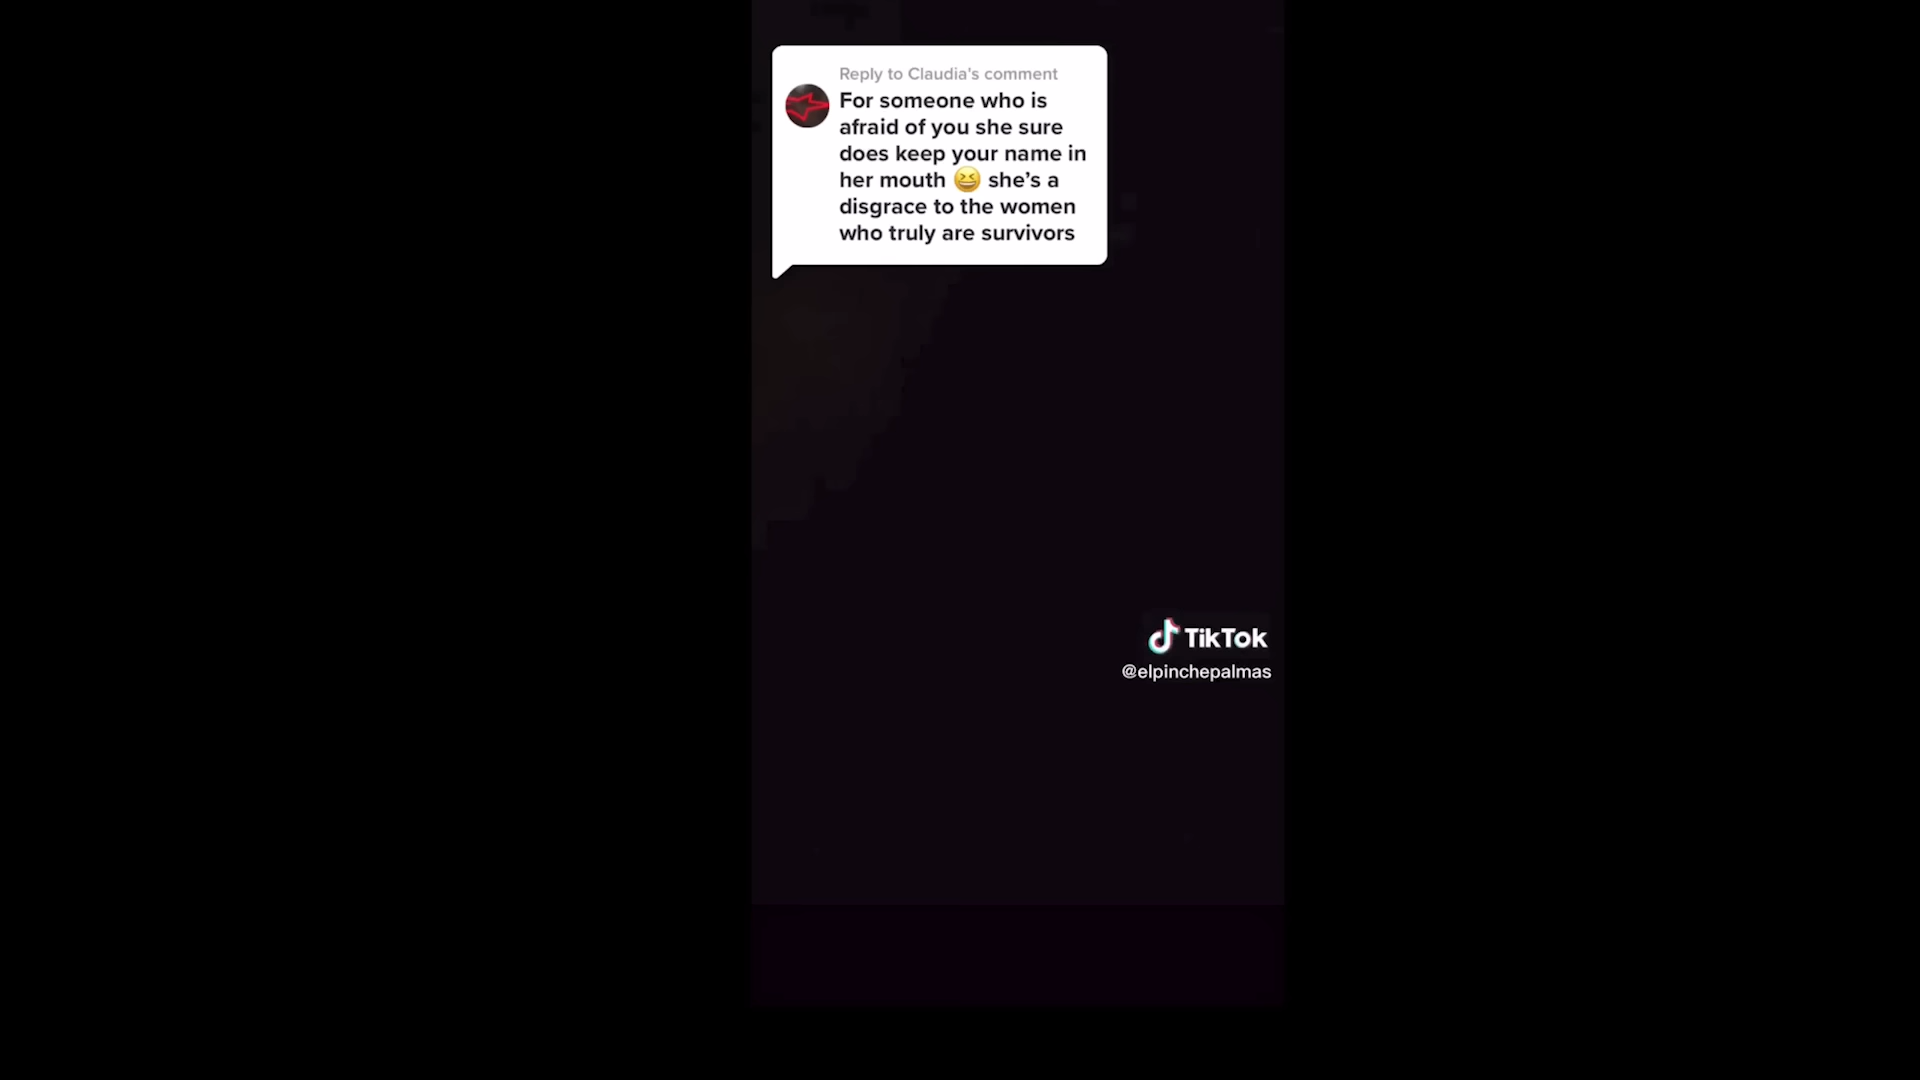 Reply to Claudia's comment
For someone who is
afraid of you she sure
does keep your name in
her mouth 😆 she’s a
disgrace to the women
who truly are survivors
TikTok
@elpinchepalmas